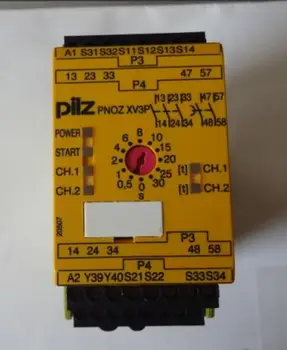 A1 S31S32S11S12S13S14
P3
13 23 33 47 57
P4
pilz PNOZ XV3P
13 23 33 47 57
14 24 34 48 58
POWER
START
CH.1
CH.2
[t] CH.1
[t] CH.2
8
6 10
4 15
2 20
1 25
0,5 30
0
s
14 24 34 48 58
P3
P4
A2 Y39Y40S21S22 S33S34